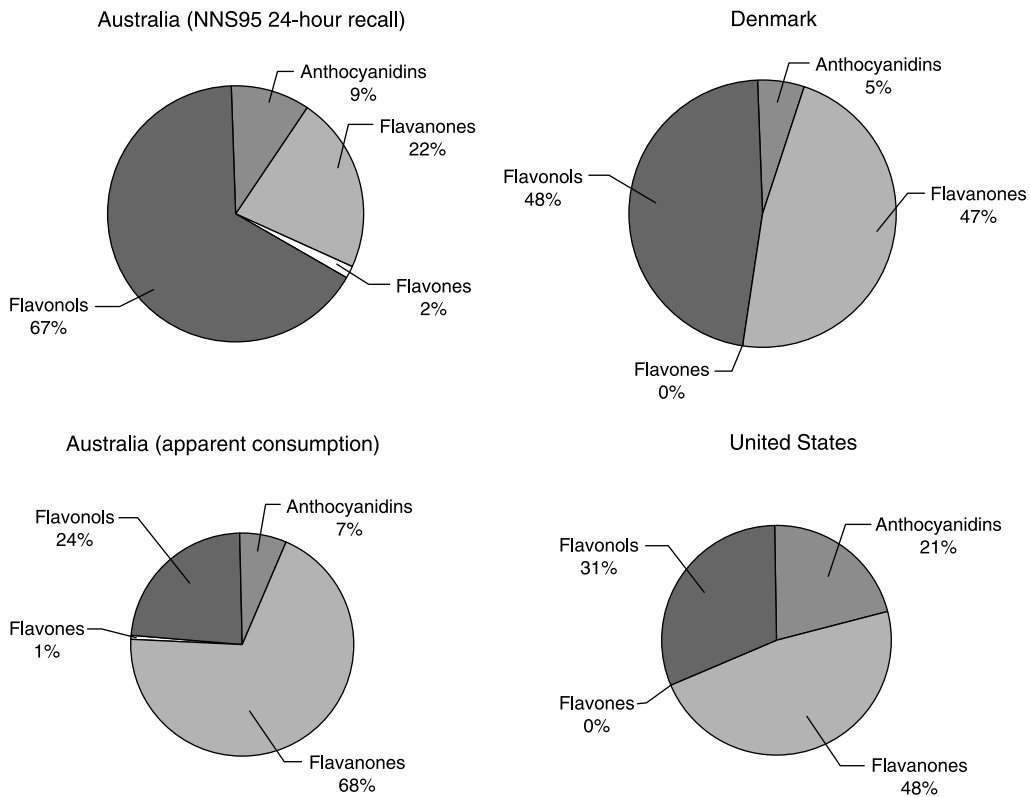 Australia (NNS95 24-hour recall)
Anthocyanidins
9%
Flavanones
22%
Flavones
2%
Flavonols
67%
Denmark
Anthocyanidins
5%
Flavonols
48%
Flavanones
47%
Flavones
0%
Australia (apparent consumption)
Anthocyanidins
7%
Flavonols
24%
Flavones
1%
Flavanones
68%
United States
Anthocyanidins
21%
Flavonols
31%
Flavones
0%
Flavanones
48%